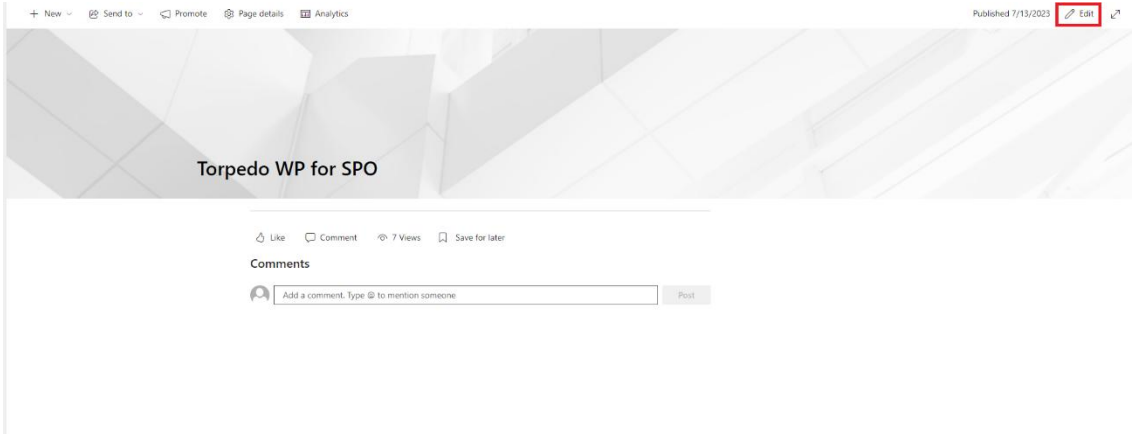 New Send to Promote Page details Analytics Published 7/13/2023 Edit
Torpedo WP for SPO
Like Comment 7 Views Save for later
Comments
Add a comment. Type @ to mention someone Post